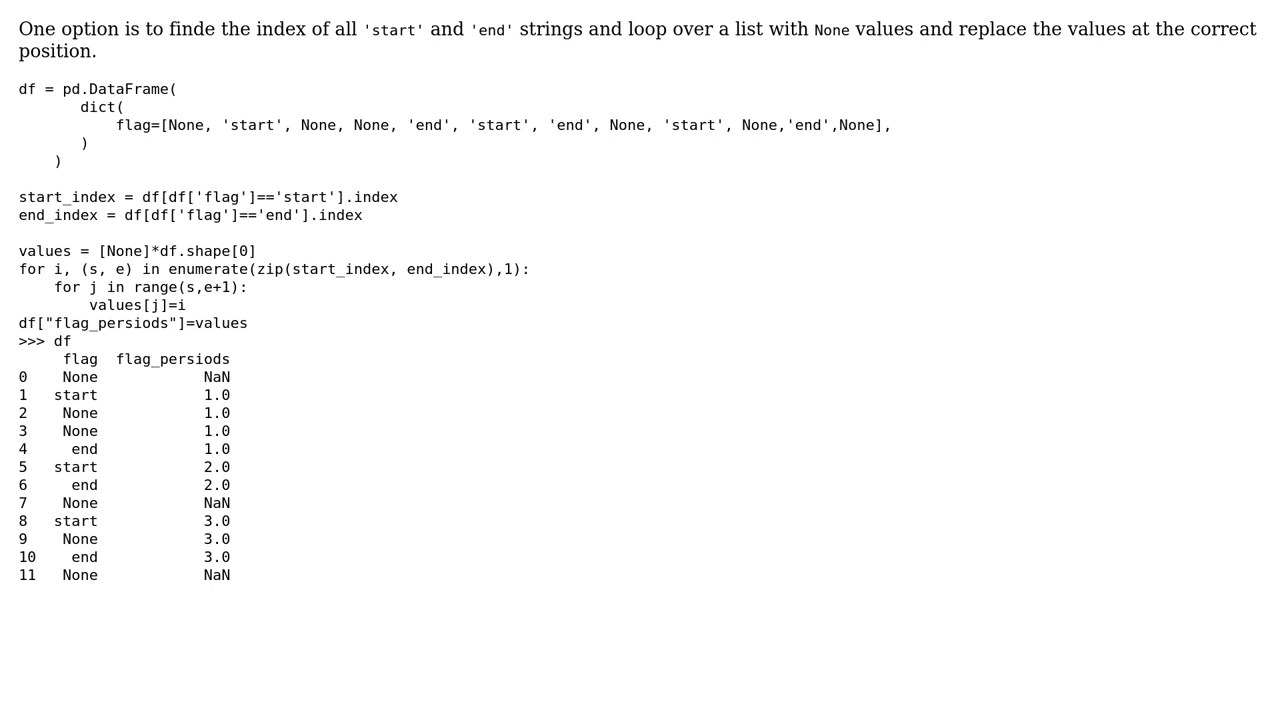 One option is to finde the index of all 'start' and 'end' strings and loop over a list with None values and replace the values at the correct
position.
df = pd.DataFrame(
       dict(
           flag=[None, 'start', None, None, 'end', 'start', 'end', None, 'start', None,'end',None],
       )
    )

start_index = df[df['flag']=='start'].index
end_index = df[df['flag']=='end'].index

values = [None]*df.shape[0]
for i, (s, e) in enumerate(zip(start_index, end_index),1):
    for j in range(s,e+1):
        values[j]=i
df["flag_persiods"]=values
>>> df
     flag  flag_persiods
0    None            NaN
1   start            1.0
2    None            1.0
3    None            1.0
4     end            1.0
5   start            2.0
6     end            2.0
7    None            NaN
8   start            3.0
9    None            3.0
10    end            3.0
11   None            NaN